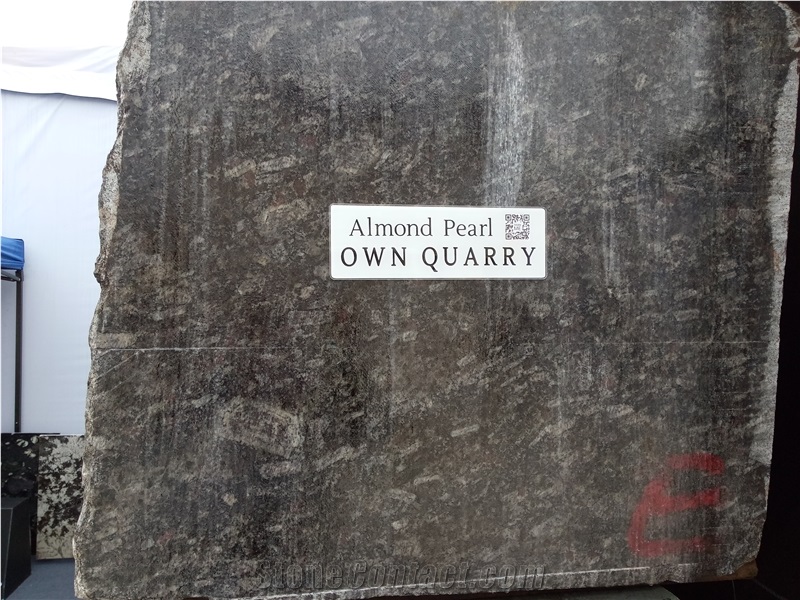 Almond Pearl
OWN QUARRY
E
StoneContact.com